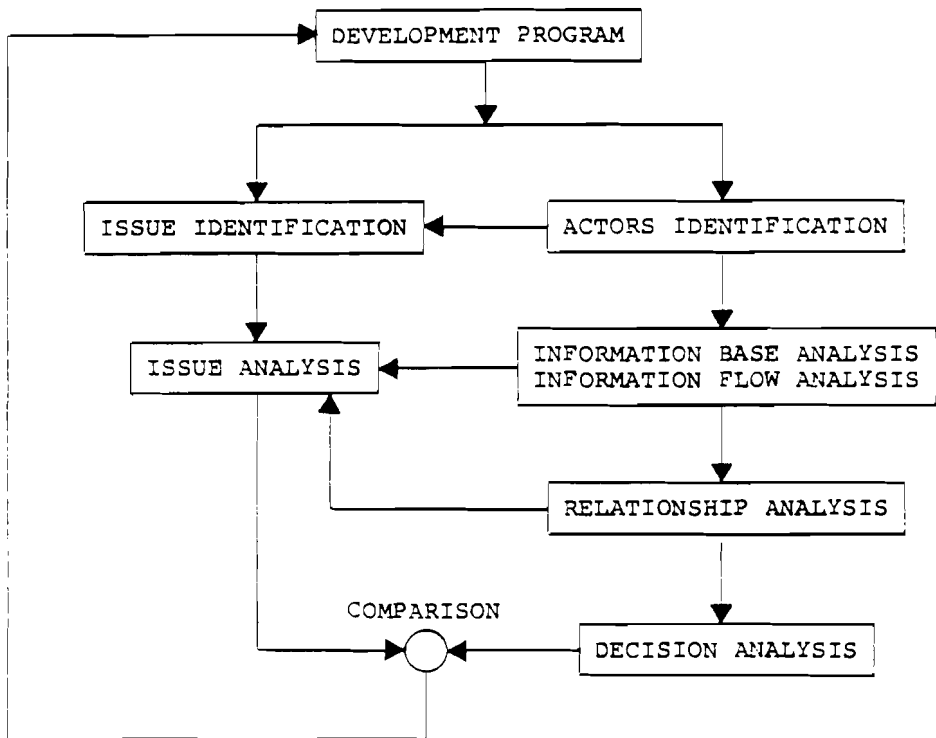 DEVELOPMENT PROGRAM
ISSUE IDENTIFICATION
ACTORS IDENTIFICATION
ISSUE ANALYSIS
INFORMATION BASE ANALYSIS
INFORMATION FLOW ANALYSIS
RELATIONSHIP ANALYSIS
COMPARISON
DECISION ANALYSIS